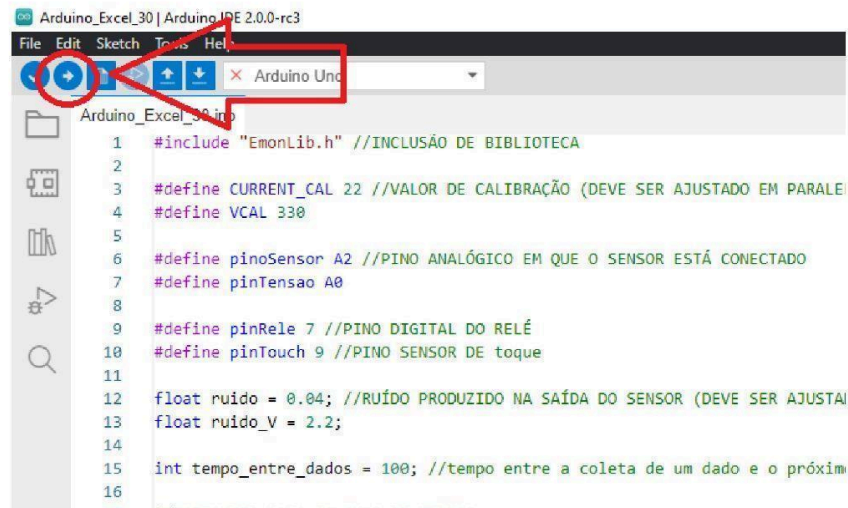 Arduino_Excel_30 | Arduino IDE 2.0.0-rc3
File Edit Sketch Tools Help
Arduino Uno
Arduino_Excel_30.ino
1 #include "EmonLib.h" //INCLUSÃO DE BIBLIOTECA
2
3 #define CURRENT_CAL 22 //VALOR DE CALIBRAÇÃO (DEVE SER AJUSTADO EM PARALE
4 #define VCAL 330
5
6 #define pinoSensor A2 //PINO ANALÓGICO EM QUE O SENSOR ESTÁ CONECTADO
7 #define pinTensao A0
8
9 #define pinRele 7 //PINO DIGITAL DO RELÉ
10 #define pinTouch 9 //PINO SENSOR DE toque
11
12 float ruido = 0.04; //RUÍDO PRODUZIDO NA SAÍDA DO SENSOR (DEVE SER AJUSTA
13 float ruido_V = 2.2;
14
15 int tempo_entre_dados = 100; //tempo entre a coleta de um dado e o próxim
16